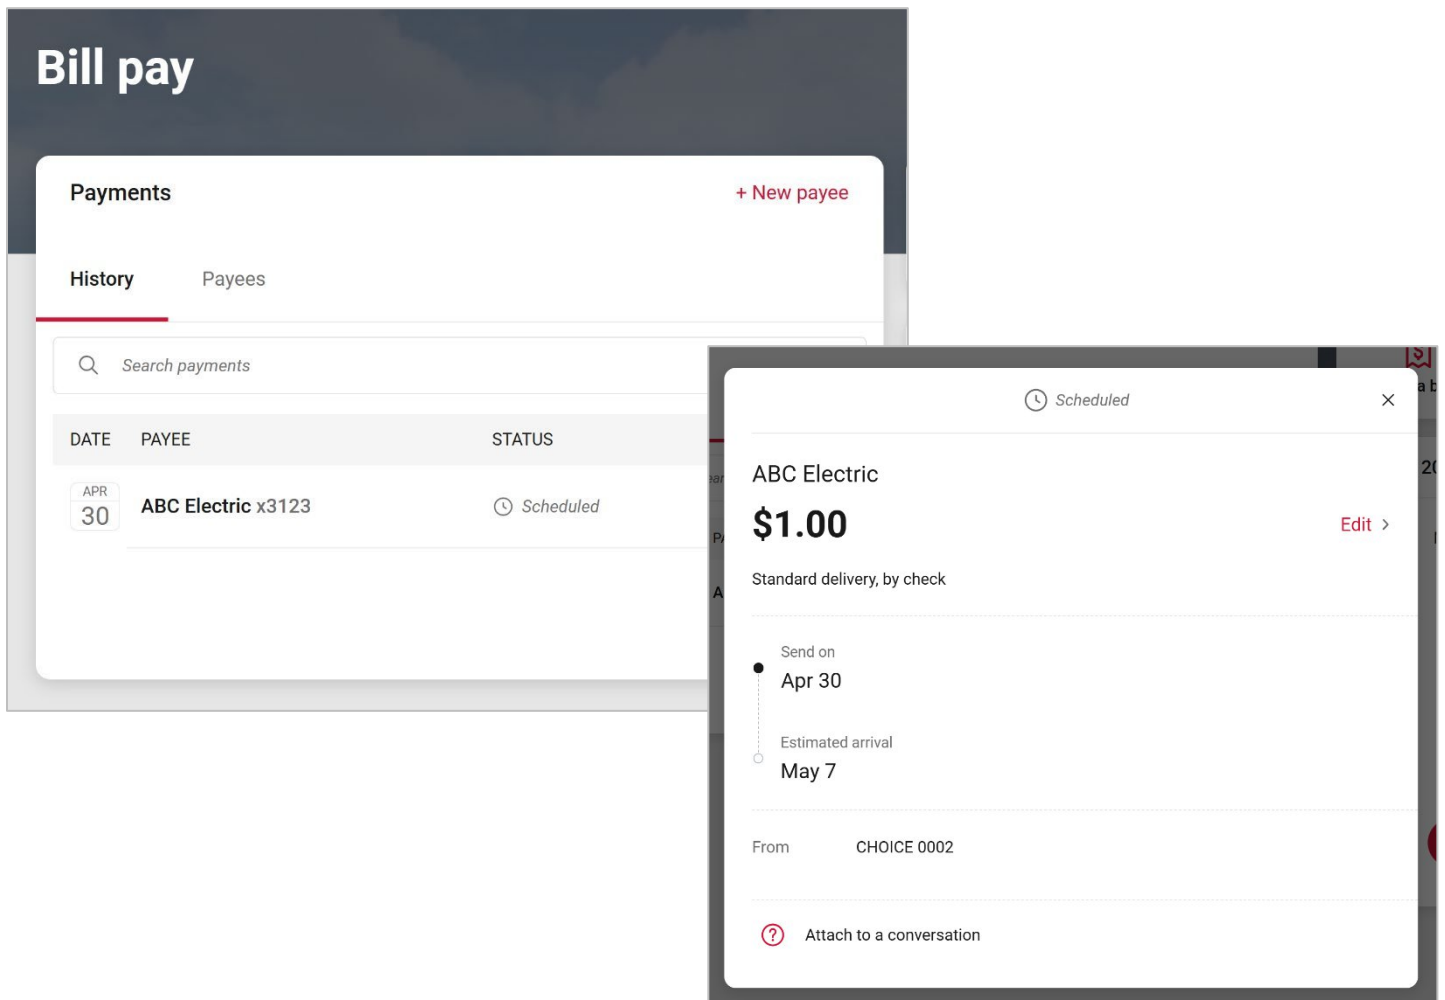 Bill pay
Payments
+ New payee
History
Payees
Search payments
DATE PAYEE STATUS
APR
30
ABC Electric x3123
Scheduled
Scheduled
ABC Electric
$1.00
Edit
Standard delivery, by check
Send on
Apr 30
Estimated arrival
May 7
From CHOICE 0002
Attach to a conversation